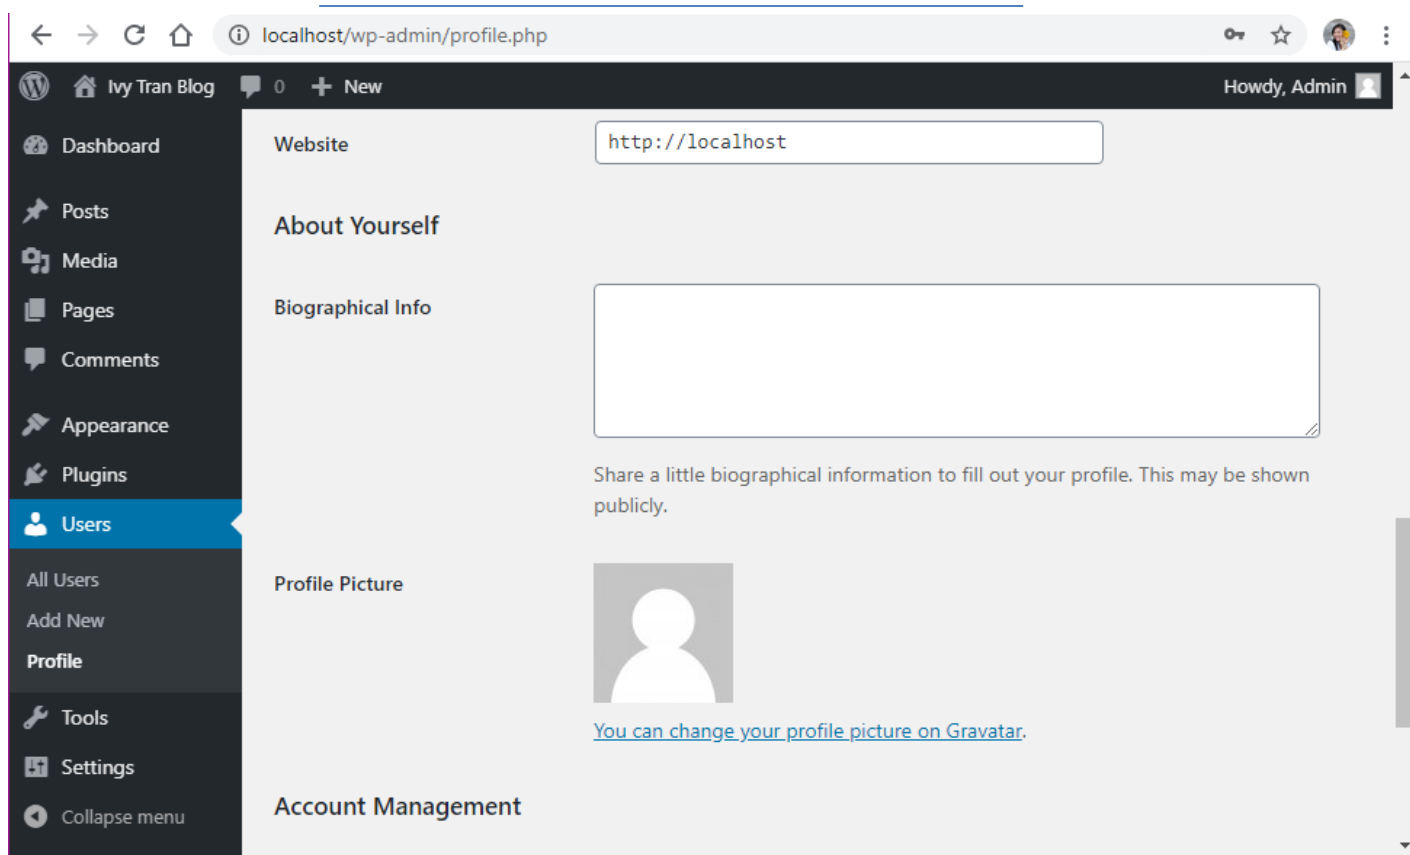 localhost/wp-admin/profile.php
Ivy Tran Blog 0 New Howdy, Admin
Dashboard
Posts
Media
Pages
Comments
Appearance
Plugins
Users
All Users
Add New
Profile
Tools
Settings
Collapse menu
Website http://localhost
About Yourself
Biographical Info
Share a little biographical information to fill out your profile. This may be shown
publicly.
Profile Picture
You can change your profile picture on Gravatar.
Account Management